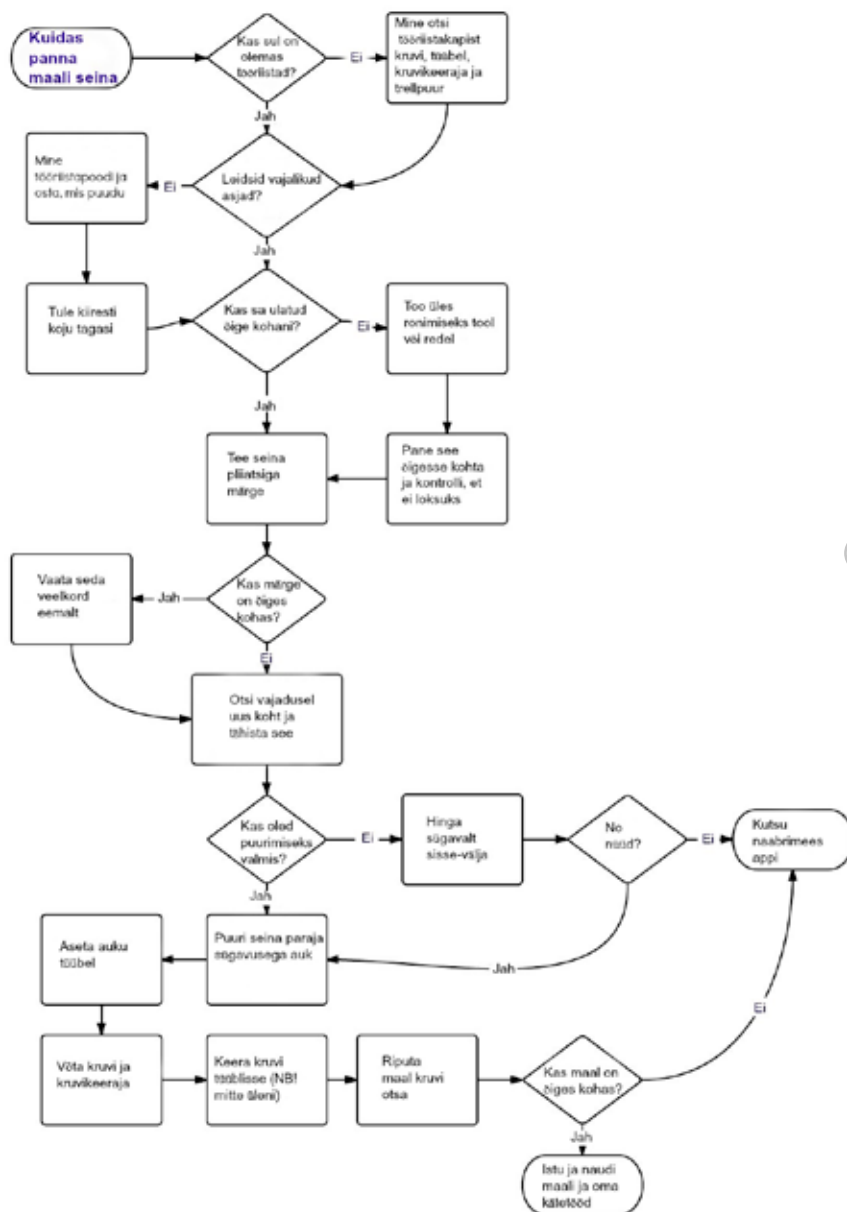 Kuidas
panna
maali seina
Kas sul on
olemas
tööriistad?
Ei
Mine otsi
tööriistakapist
kruvi, tüübel,
kruvikeeraja ja
trellpuur
Jah
Mine
tööriistapoodi ja
osta, mis puudu
Ei
Leidsid vajalikud
asjad?
Jah
Tule kiiresti
koju tagasi
Kas sa ulatud
õige kohani?
Ei
Too üles
ronimiseks tool
või redel
Jah
Tee seina
pliiatsiga
märge
Pane see
õigesse kohta
ja kontrolli, et
ei loksuks
Vaata seda
veelkord
eemalt
Jah
Kas märge
on õiges
kohas?
Ei
Otsi vajadusel
uus koht ja
tähista see
Kas oled
puurimiseks
valmis?
Ei
Hinga
sügavalt
sisse-välja
No
nüüd?
Ei
Kutsu
naabrimees
appi
Jah
Aseta auku
tüübel
Puuri seina paraja
sügavusega auk
Jah
Ei
Võta kruvi ja
kruvikeeraja
Keera kruvi
tüüblisse (NB!
mitte üleni)
Riputa
maal kruvi
otsa
Kas maal on
õiges kohas?
Jah
Istu ja naudi
maali ja oma
kätetööd